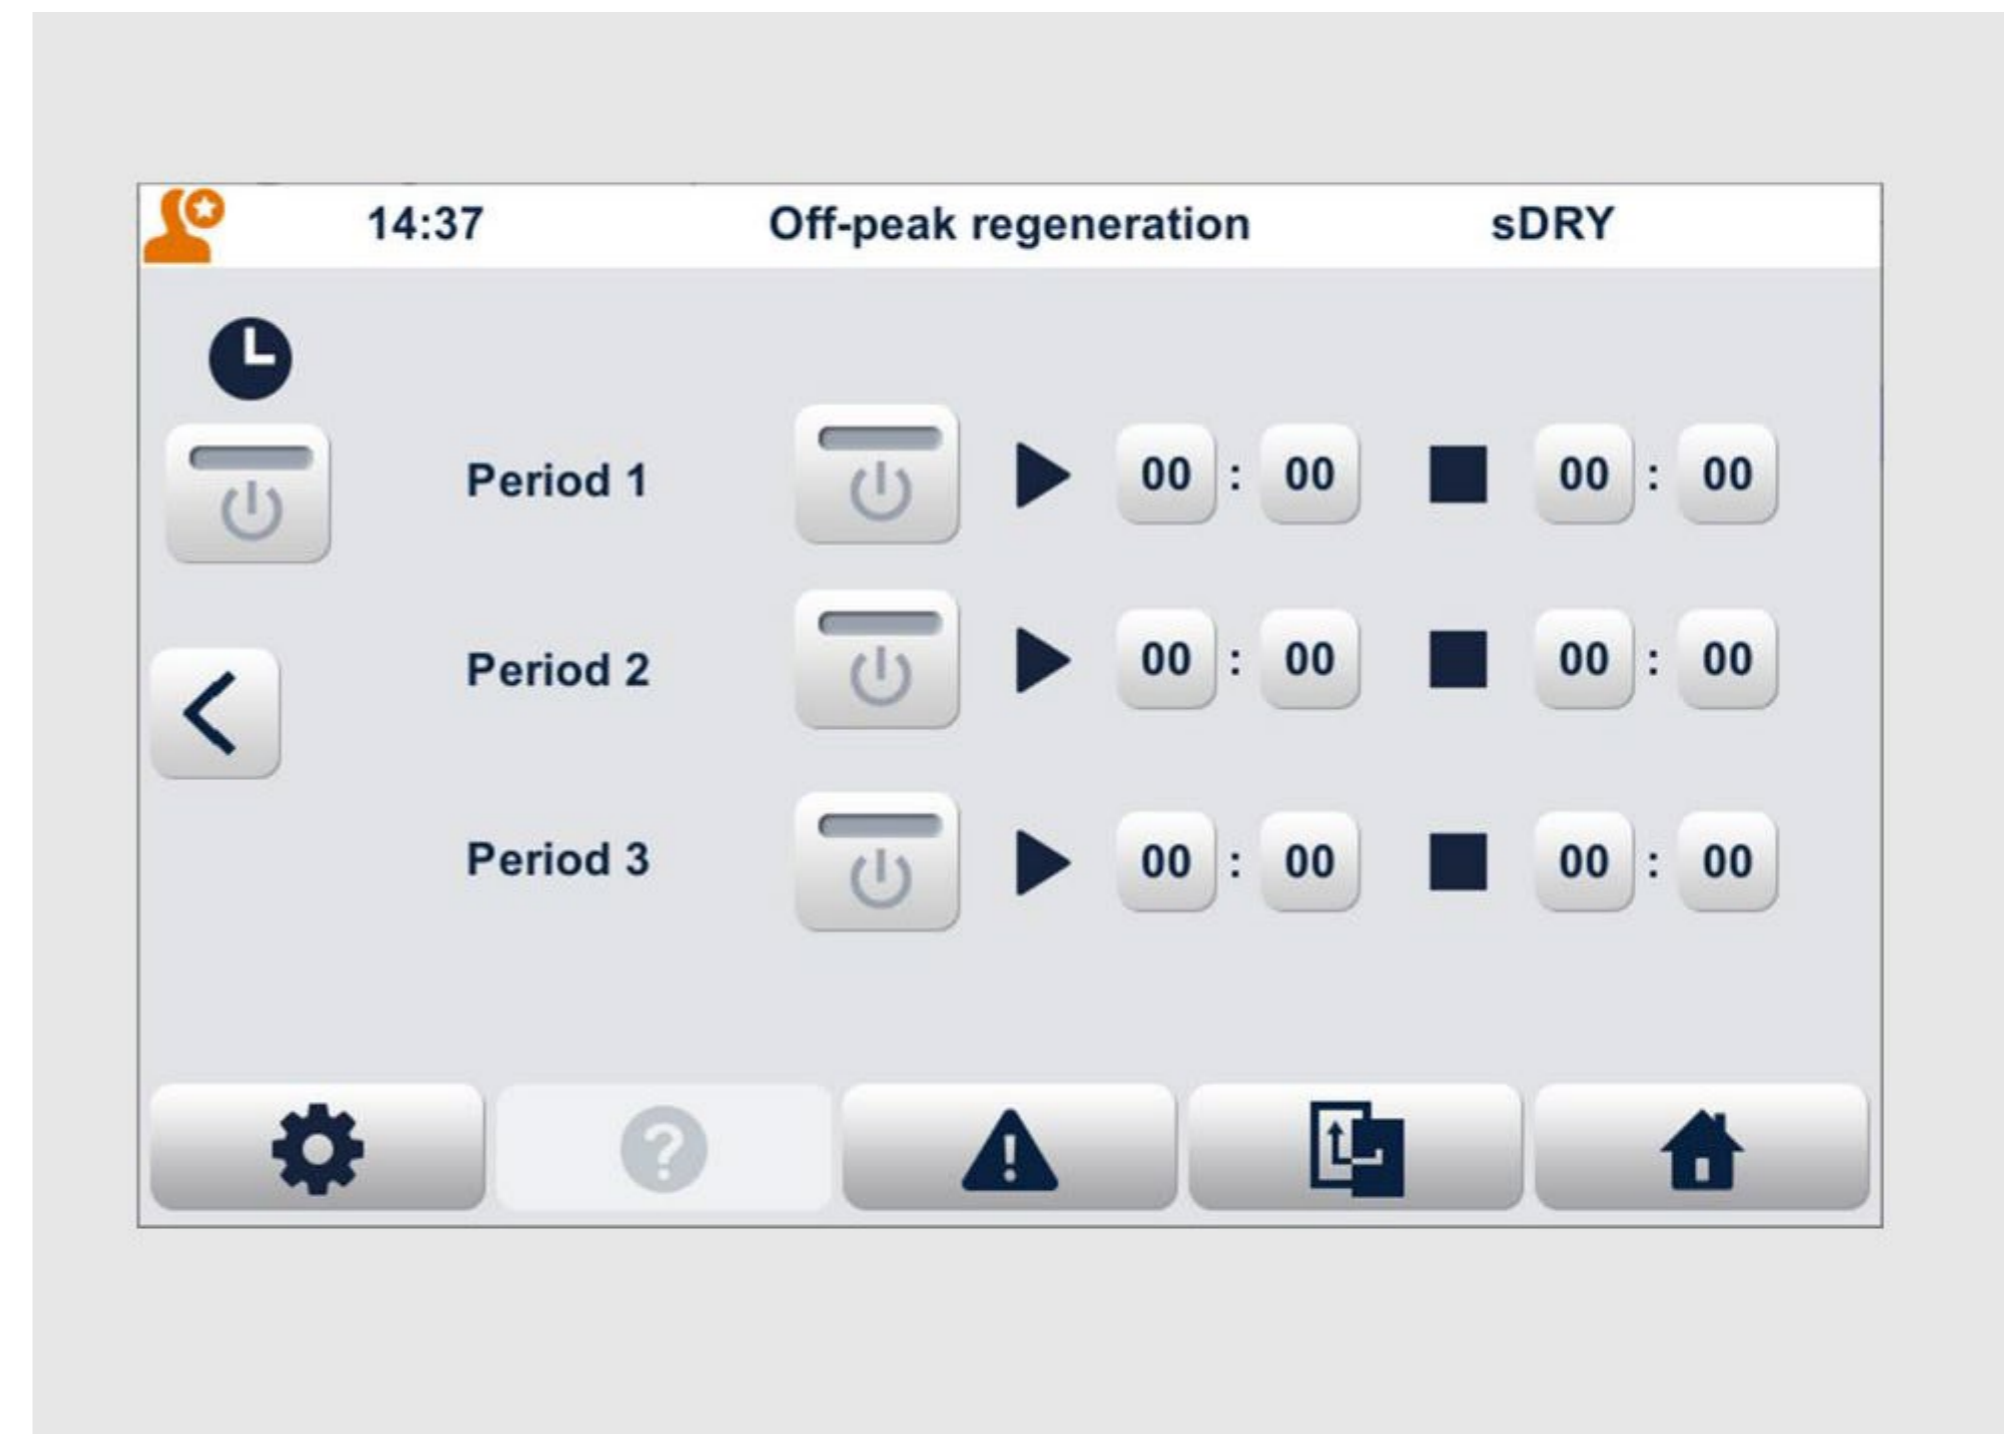 14:37 Off-peak regeneration sDRY
Period 1 00 : 00 00 : 00
Period 2 00 : 00 00 : 00
Period 3 00 : 00 00 : 00